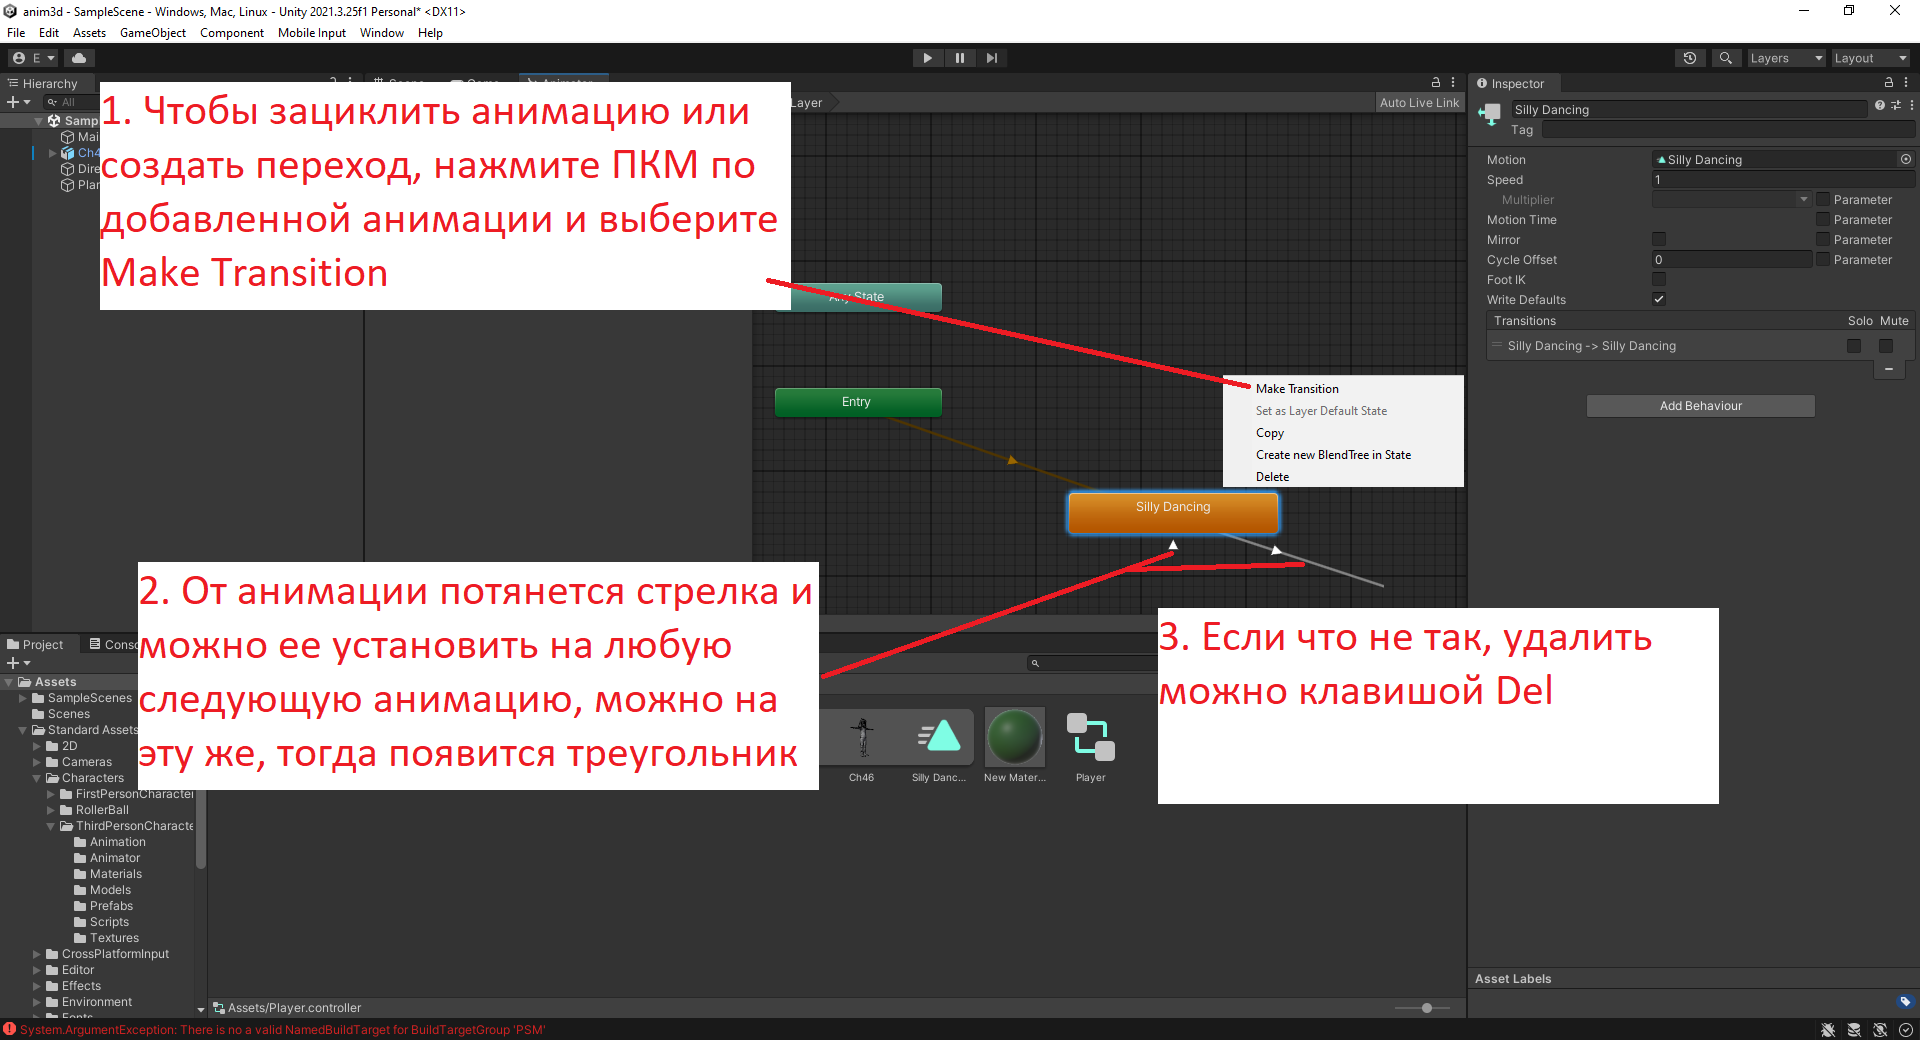 anim3d - SampleScene - Windows, Mac, Linux - Unity 2021.3.25f1 Personal* <DX11>
File Edit Assets GameObject Component Mobile Input Window Help
E
Layers
Layout
Hierarchy
All
Auto Live Link
Inspector
Silly Dancing
Tag
1. Чтобы зациклить анимацию или
создать переход, нажмите ПКМ по
добавленной анимации и выберите
Make Transition
Motion Silly Dancing
Speed 1
Multiplier Parameter
Motion Time Parameter
Mirror Parameter
Cycle Offset 0 Parameter
Foot IK
Write Defaults
Transitions Solo Mute
Silly Dancing -> Silly Dancing
Add Behaviour
Any State
Entry
Silly Dancing
Make Transition
Set as Layer Default State
Copy
Create new BlendTree in State
Delete
2. От анимации потянется стрелка и
можно ее установить на любую
следующую анимацию, можно на
эту же, тогда появится треугольник
3. Если что не так, удалить
можно клавишой Del
Project
Assets
SampleScenes
Scenes
Standard Assets
2D
Cameras
Characters
FirstPersonCharacter
RollerBall
ThirdPersonCharacte
Animation
Animator
Materials
Models
Prefabs
Scripts
Textures
CrossPlatformInput
Editor
Effects
Environment
Ch46
Silly Danc...
New Mater...
Player
Assets/Player.controller
Asset Labels
System.ArgumentException: There is no a valid NamedBuildTarget for BuildTargetGroup 'PSM'